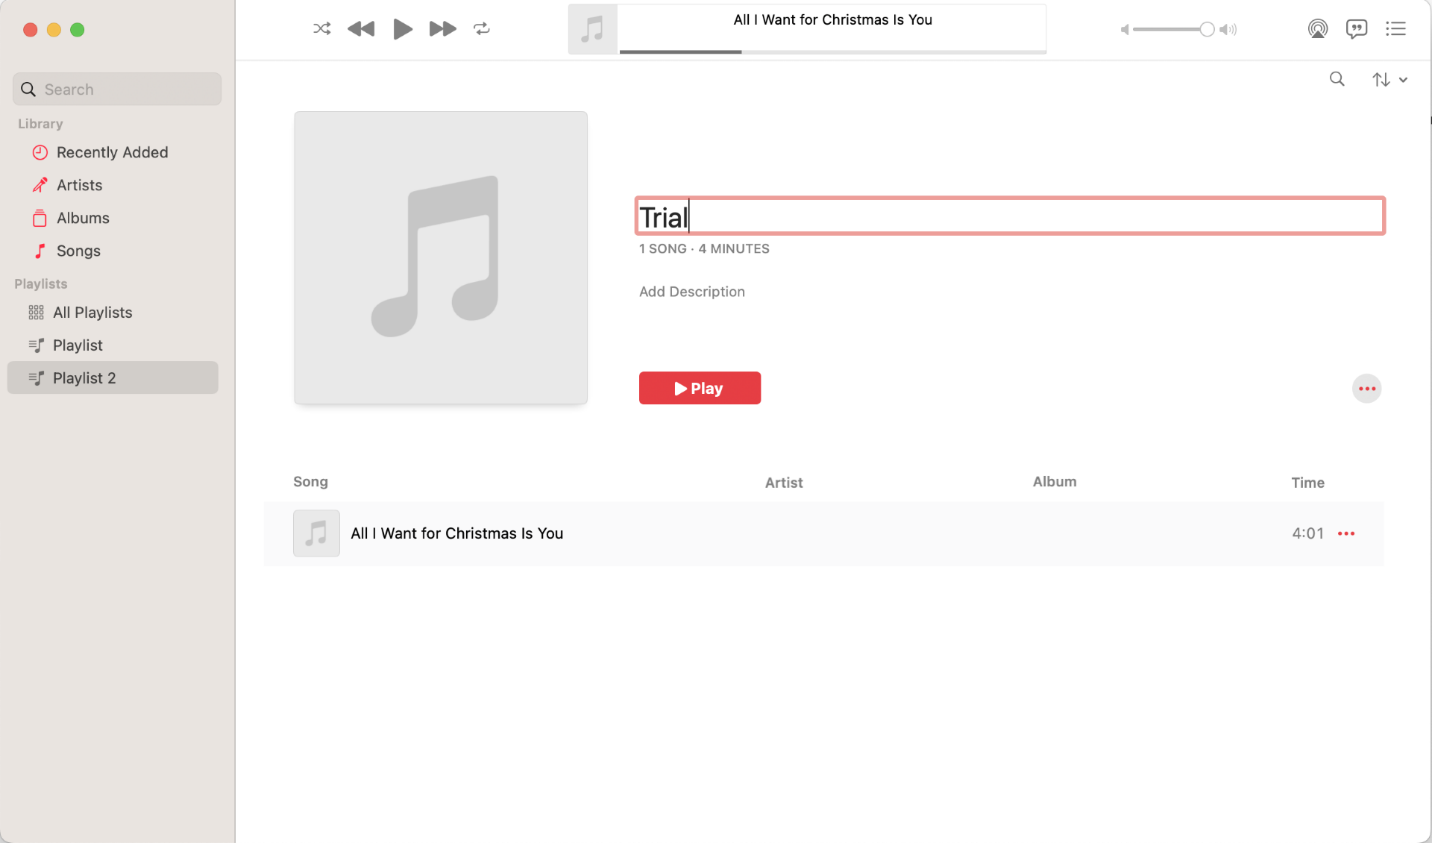 All I Want for Christmas Is You
Search
Library
Recently Added
Artists
Albums
Songs
Playlists
All Playlists
Playlist
Playlist 2
Trial
1 SONG · 4 MINUTES
Add Description
Play
Song Artist Album Time
All I Want for Christmas Is You 4:01